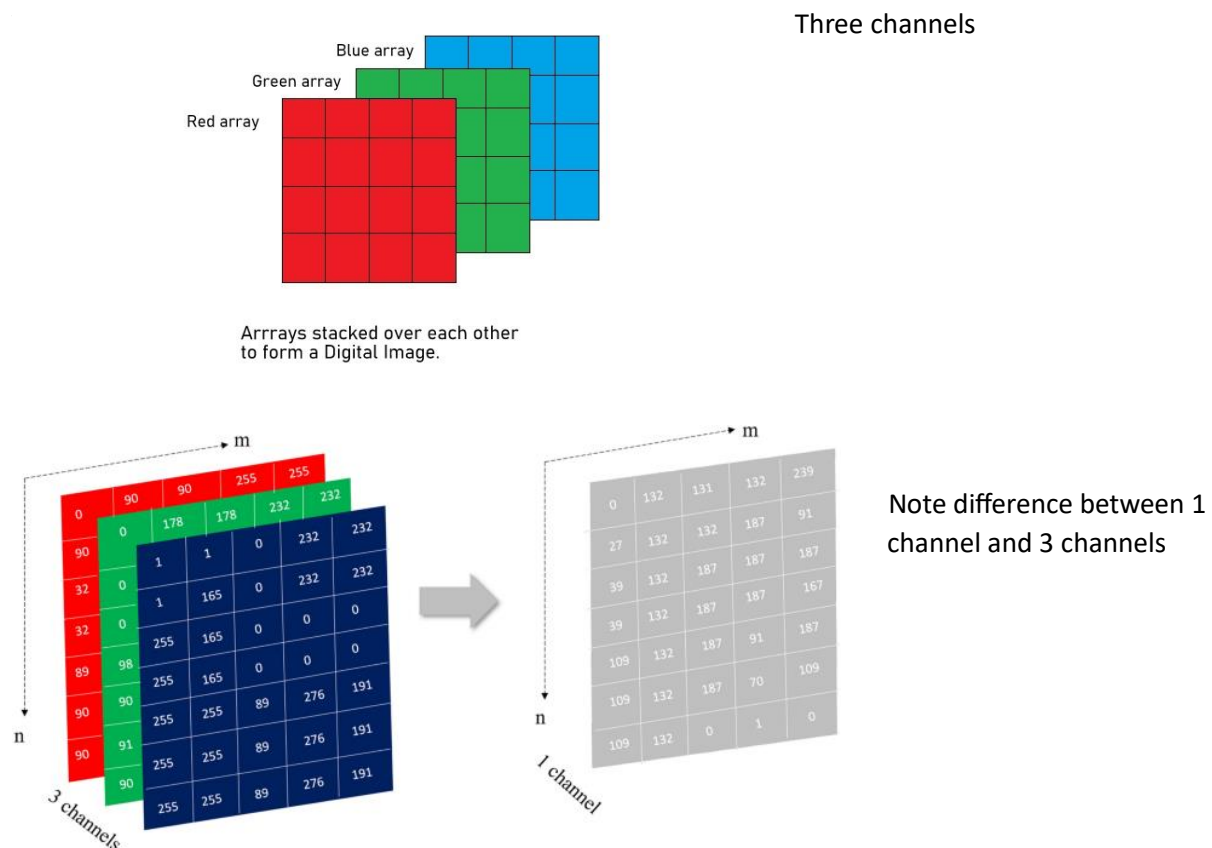 Three channels
Blue array
Green array
Red array
Arrrays stacked over each other
to form a Digital Image.
m
n
0 90 90 255 255
90
32
32
89
90
90
0 178 178 232 232
0
0
98
90
91
90
1 1 0 232 232
1 165 0 232 232
255 165 0 0 0
255 165 0 0 0
255 255 89 276 191
255 255 89 276 191
255 255 89 276 191
3 channels
m
n
0 132 131 132 239
27 132 132 187 91
39 132 187 187 187
39 132 187 187 167
109 132 187 91 187
109 132 187 70 109
109 132 0 1 0
1 channel
Note difference between 1
channel and 3 channels